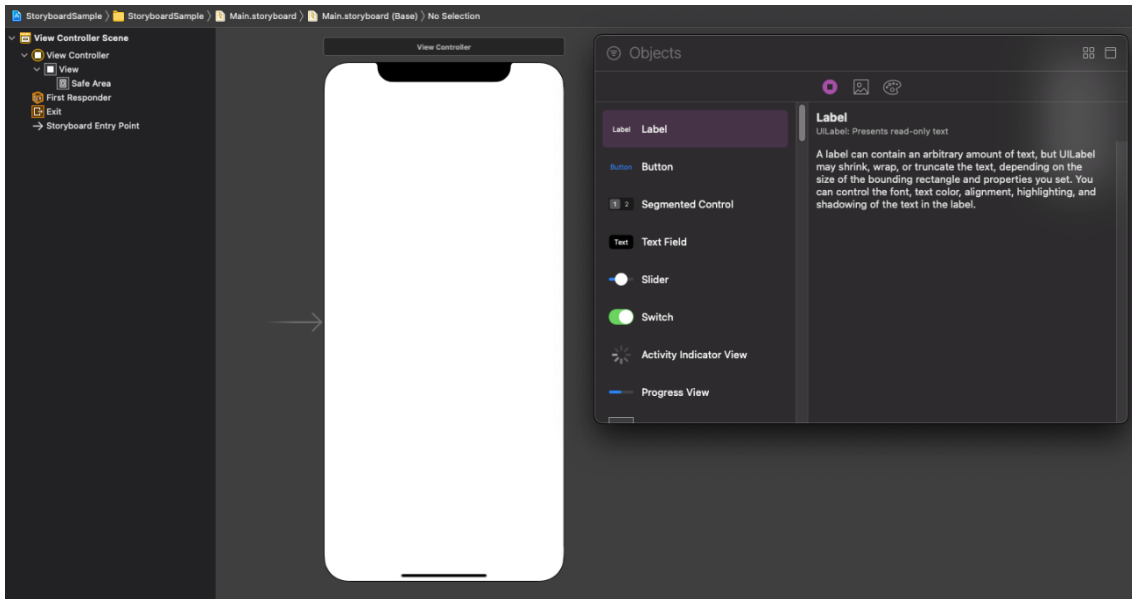 StoryboardSample 〉 StoryboardSample 〉 Main.storyboard 〉 Main.storyboard (Base) 〉 No Selection
View Controller Scene
View Controller
View
Safe Area
First Responder
Exit
Storyboard Entry Point
View Controller
Objects
Label Label
Button Button
1 2 Segmented Control
Text Text Field
Slider
Switch
Activity Indicator View
Progress View
Label
UILabel: Presents read-only text
A label can contain an arbitrary amount of text, but UILabel
may shrink, wrap, or truncate the text, depending on the
size of the bounding rectangle and properties you set. You
can control the font, text color, alignment, highlighting, and
shadowing of the text in the label.